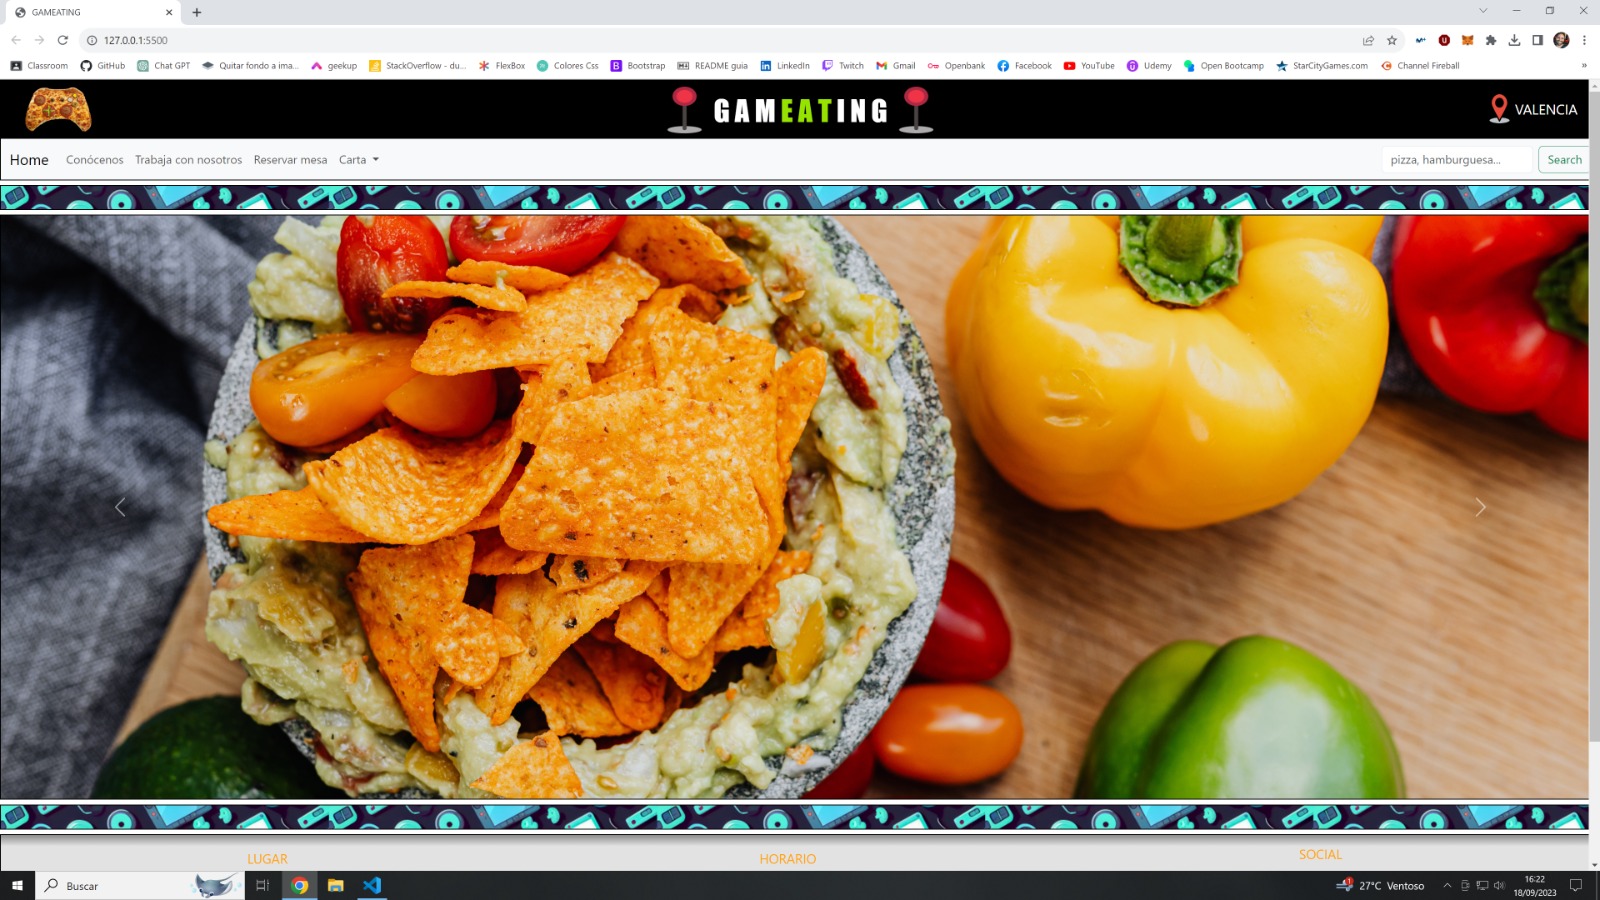 GAMEATING
127.0.0.1:5500
Classroom GitHub Chat GPT Quitar fondo a ima... geekup StackOverflow - du... FlexBox Colores Css Bootstrap README guia LinkedIn Twitch Gmail Openbank Facebook YouTube Udemy Open Bootcamp StarCityGames.com Channel Fireball »
GAMEATING
VALENCIA
Home Conócenos Trabaja con nosotros Reservar mesa Carta pizza, hamburguesa... Search
LUGAR HORARIO SOCIAL
Buscar 27°C Ventoso 16:22
18/09/2023